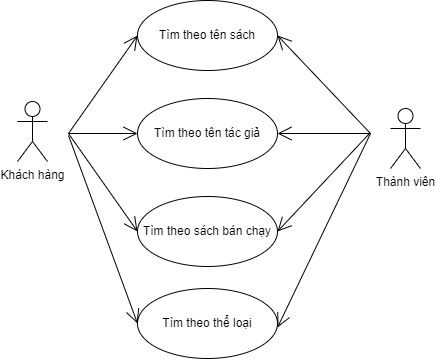 Tìm theo tên sách
Tìm theo tên tác giả
Khách hàng
Thành viên
Tìm theo sách bán chạy
Tìm theo thể loại